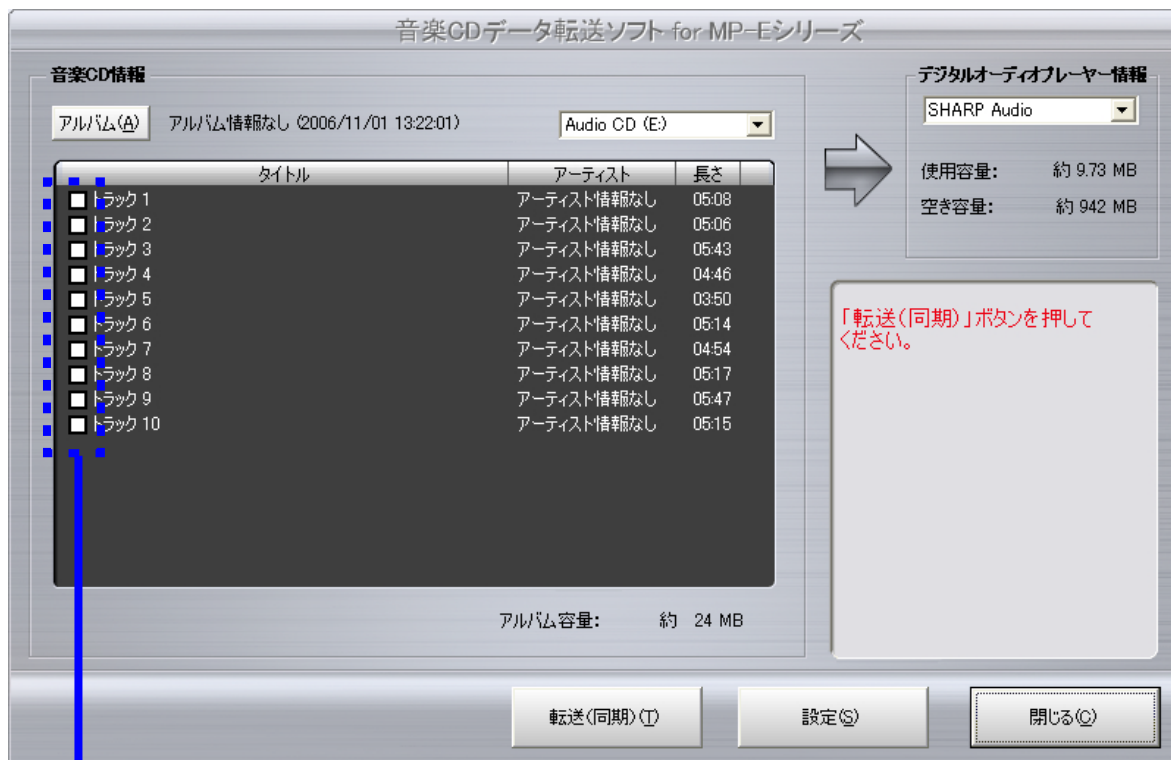 音楽CDデータ転送ソフト for MP-Eシリーズ
音楽CD情報
アルバム(A) アルバム情報なし (2006/11/01 13:22:01) Audio CD (E:)
タイトル アーティスト 長さ
トラック 1 アーティスト情報なし 05:08
トラック 2 アーティスト情報なし 05:06
トラック 3 アーティスト情報なし 05:43
トラック 4 アーティスト情報なし 04:46
トラック 5 アーティスト情報なし 03:50
トラック 6 アーティスト情報なし 05:14
トラック 7 アーティスト情報なし 04:54
トラック 8 アーティスト情報なし 05:17
トラック 9 アーティスト情報なし 05:47
トラック 10 アーティスト情報なし 05:15
アルバム容量: 約 24 MB
デジタルオーディオプレーヤー情報
SHARP Audio
使用容量: 約 9.73 MB
空き容量: 約 942 MB
「転送(同期)」ボタンを押して
ください。
転送(同期)(T) 設定(S) 閉じる(C)